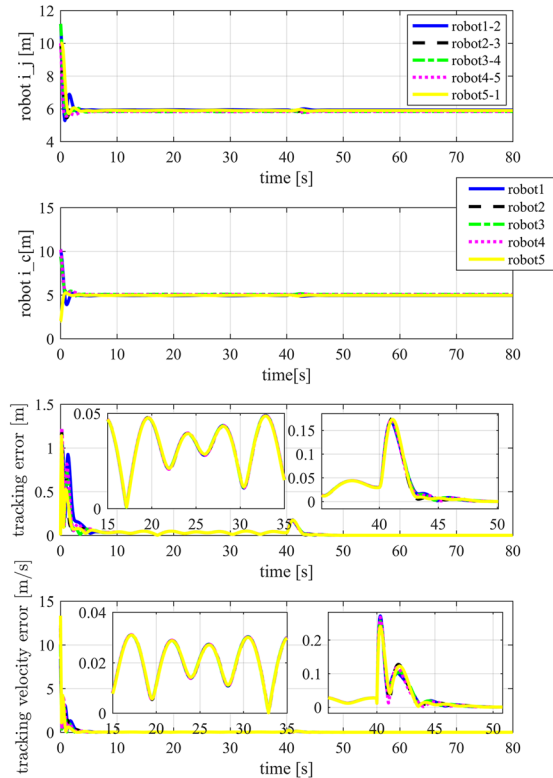 12
10
8
6
4
robot i_j [m]
0 10 20 30 40 50 60 70 80
time [s]
robot1-2
robot2-3
robot3-4
robot4-5
robot5-1
15
10
5
0
robot i_c[m]
0 10 20 30 40 50 60 70 80
time[s]
robot1
robot2
robot3
robot4
robot5
1.5
1
0.5
0
tracking error [m]
0 10 20 30 40 50 60 70 80
time [s]
0.05
0
15 20 25 30 35
0.15
0.1
0.05
0
40 45 50
15
10
5
0
tracking velocity error [m/s]
0 10 20 30 40 50 60 70 80
time [s]
0.04
0.02
0
15 20 25 30 35
0.2
0.1
0
40 45 50